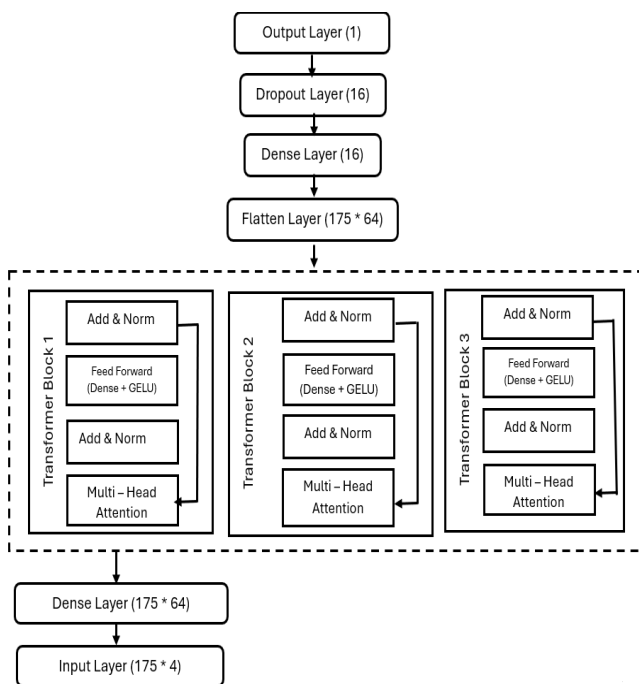 Output Layer (1)
Dropout Layer (16)
Dense Layer (16)
Flatten Layer (175 * 64)
Transformer Block 1
Add & Norm
Feed Forward
(Dense + GELU)
Add & Norm
Multi – Head
Attention
Transformer Block 2
Add & Norm
Feed Forward
(Dense + GELU)
Add & Norm
Multi – Head
Attention
Transformer Block 3
Add & Norm
Feed Forward
(Dense + GELU)
Add & Norm
Multi – Head
Attention
Dense Layer (175 * 64)
Input Layer (175 * 4)